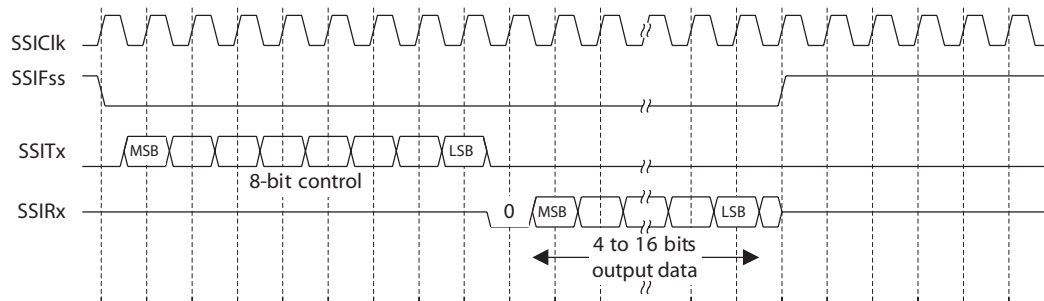 SSIClk
SSIFss
SSITx
MSB
LSB
8-bit control
SSIRx
0
MSB
LSB
4 to 16 bits
output data